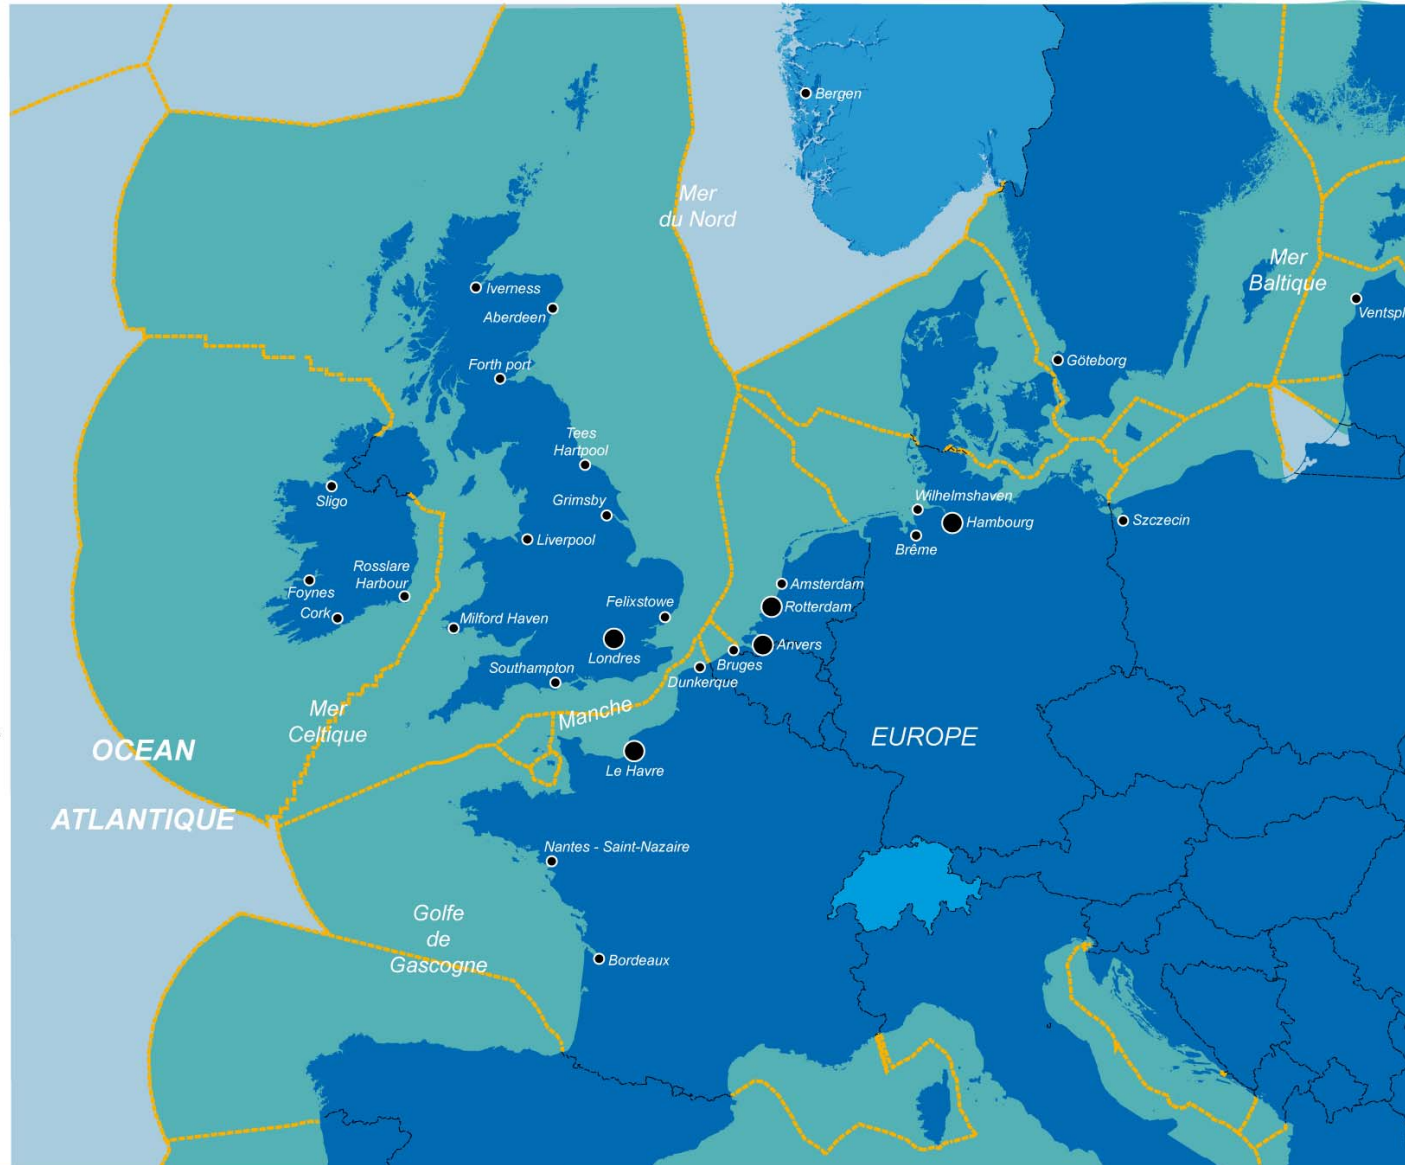 Bergen
Mer
du Nord
Mer
Baltique
Iverness
Aberdeen
Ventspl
Göteborg
Forth port
Tees
Hartpool
Sligo
Grimsby
Wilhelmshaven
Hambourg
Szczecin
Liverpool
Brême
Rosslare
Harbour
Foynes
Cork
Amsterdam
Rotterdam
Felixstowe
Milford Haven
Londres
Anvers
Bruges
Southampton
Dunkerque
Mer
Celtique
Manche
EUROPE
OCEAN
Le Havre
ATLANTIQUE
Nantes - Saint-Nazaire
Golfe
de
Gascogne
Bordeaux